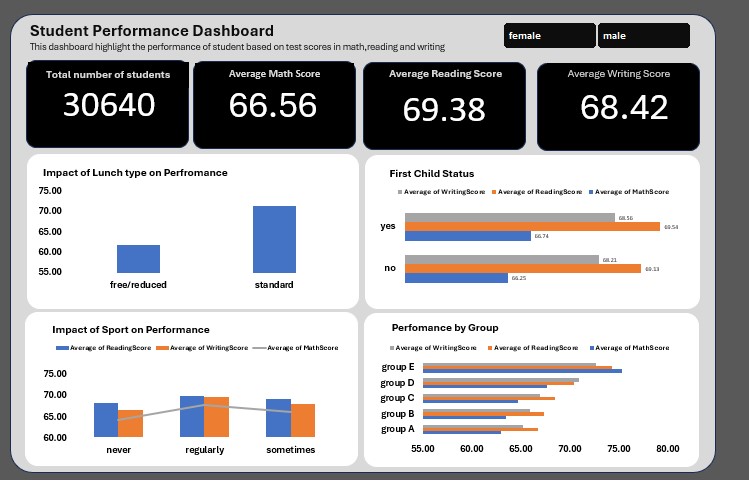 Student Performance Dashboard
This dashboard highlight the performance of student based on test scores in math,reading and writing
female male
Total number of students
30640
Average Math Score
66.56
Average Reading Score
69.38
Average Writing Score
68.42
Impact of Lunch type on Perfromance
75.00
70.00
65.00
60.00
55.00
free/reduced standard
First Child Status
Average of WritingScore Average of ReadingScore Average of MathScore
yes
68.56
69.54
66.74
no
68.21
69.13
66.25
Impact of Sport on Performance
Average of ReadingScore Average of WritingScore Average of MathScore
75.00
70.00
65.00
60.00
never regularly sometimes
Perfomance by Group
Average of WritingScore Average of ReadingScore Average of MathScore
group E
group D
group C
group B
group A
55.00 60.00 65.00 70.00 75.00 80.00